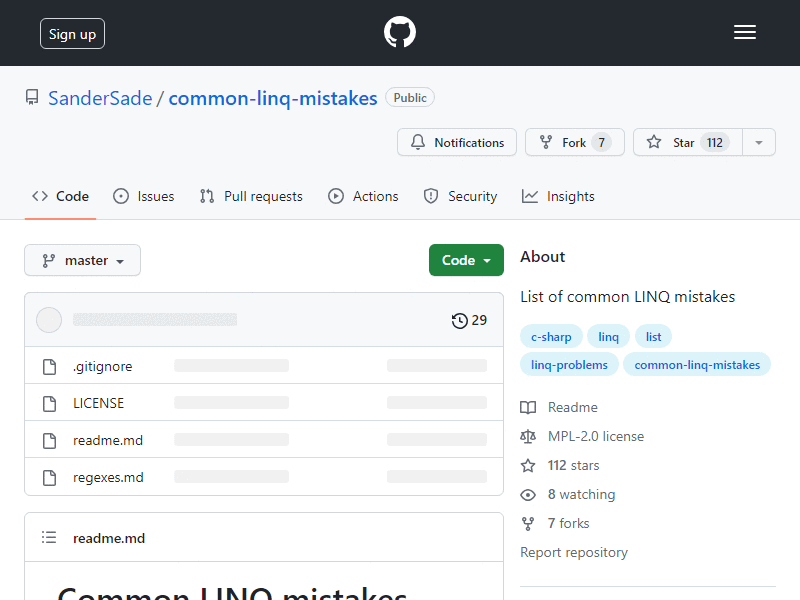 Sign up
SanderSade / common-linq-mistakes Public
Notifications Fork 7 Star 112
Code Issues Pull requests Actions Security Insights
master Code
29
.gitignore
LICENSE
readme.md
regexes.md
readme.md
Common LINQ mistakes
About
List of common LINQ mistakes
c-sharp linq list
linq-problems common-linq-mistakes
Readme
MPL-2.0 license
112 stars
8 watching
7 forks
Report repository